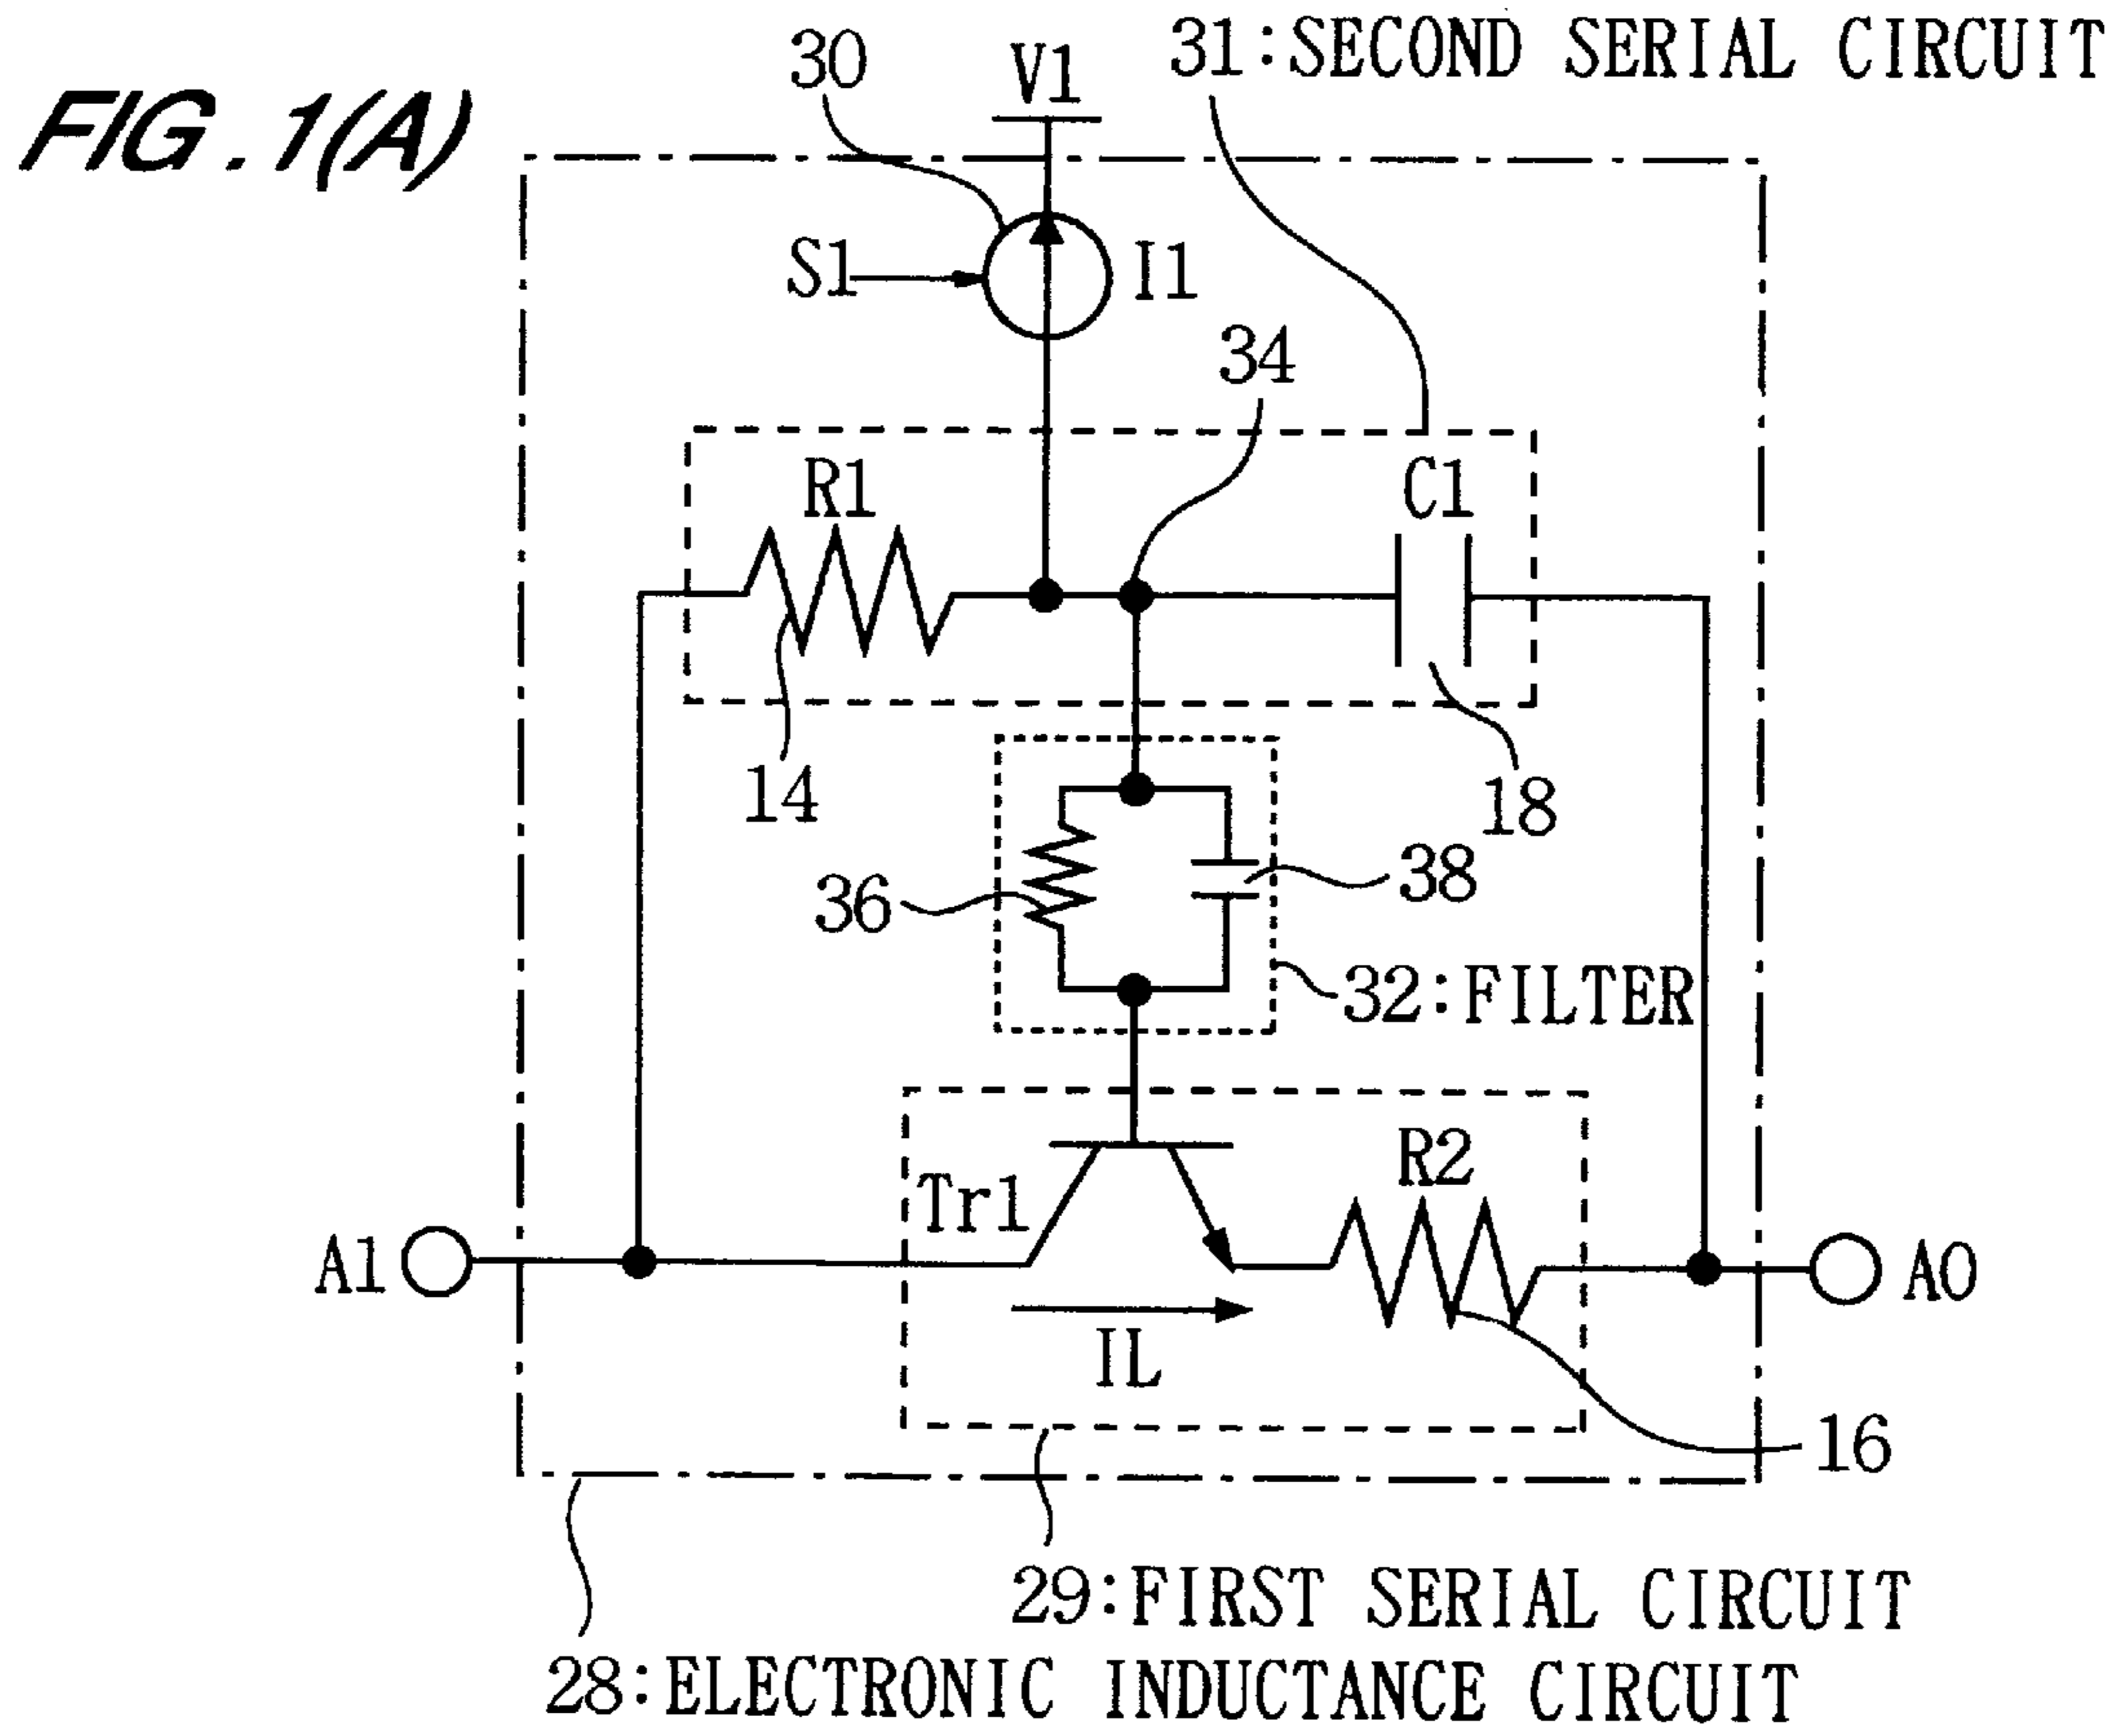 FIG.1(A)
31:SECOND SERIAL CIRCUIT
30
V1
S1
I1
34
R1
C1
14
18
36
38
32:FILTER
Tr1
R2
A1
A0
IL
16
29:FIRST SERIAL CIRCUIT
28:ELECTRONIC INDUCTANCE CIRCUIT